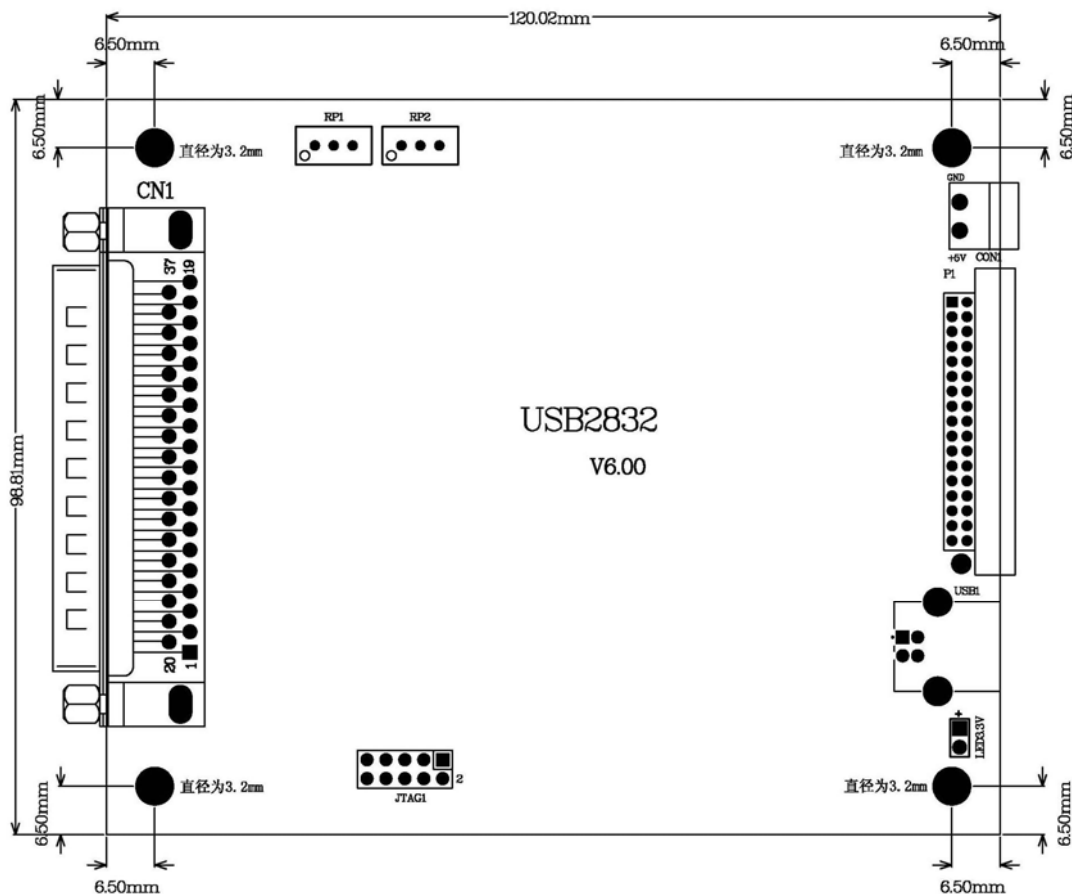 120.02mm
6.50mm
6.50mm
6.50mm
6.50mm
RP1
RP2
直径为3.2mm
直径为3.2mm
CN1
GND
+5V
CON1
37
19
P1
USB2832
V6.00
98.81mm
USB1
20
1
+
LED3.3V
2
JTAG1
直径为3.2mm
直径为3.2mm
6.50mm
6.50mm
6.50mm
6.50mm